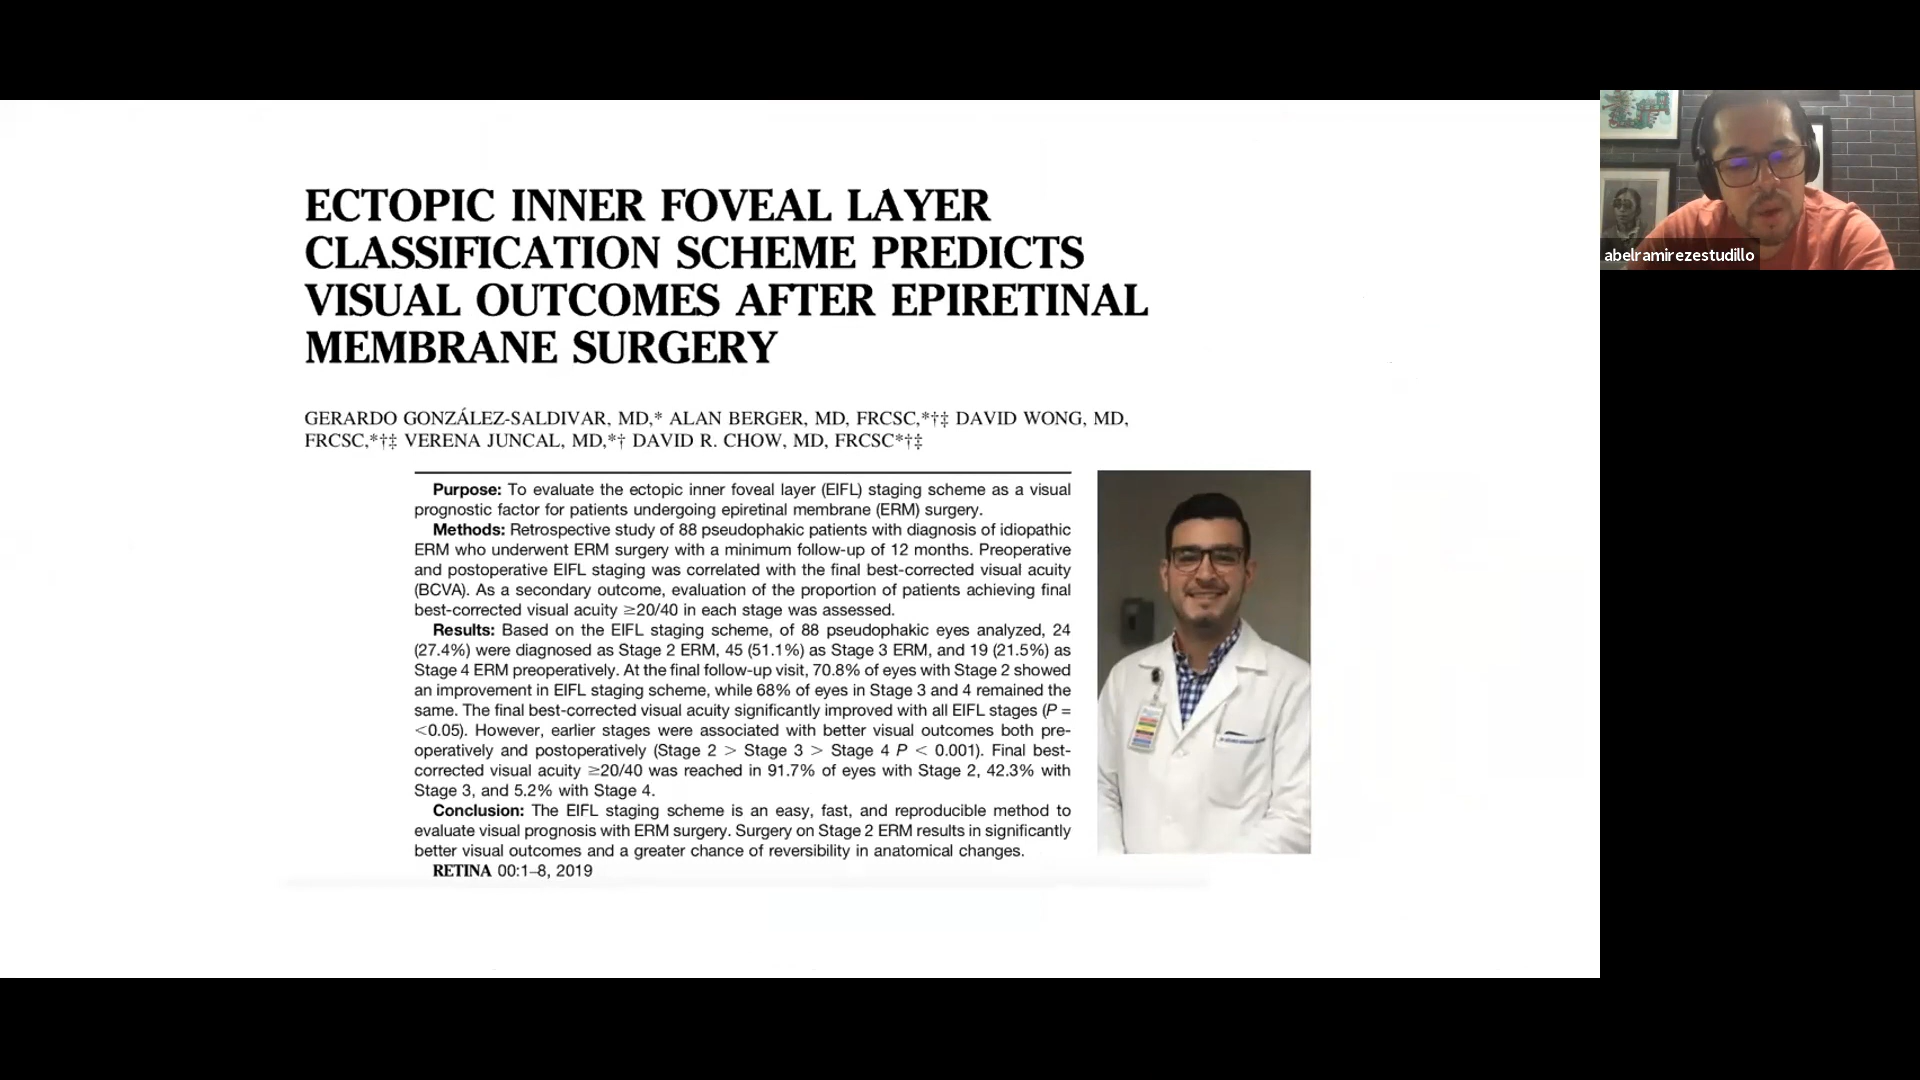 ECTOPIC INNER FOVEAL LAYER
CLASSIFICATION SCHEME PREDICTS
VISUAL OUTCOMES AFTER EPIRETINAL
MEMBRANE SURGERY
GERARDO GONZÁLEZ-SALDIVAR, MD,* ALAN BERGER, MD, FRCSC,*†‡ DAVID WONG, MD,
FRCSC,*†‡ VERENA JUNCAL, MD,*† DAVID R. CHOW, MD, FRCSC*†‡
Purpose: To evaluate the ectopic inner foveal layer (EIFL) staging scheme as a visual
prognostic factor for patients undergoing epiretinal membrane (ERM) surgery.
Methods: Retrospective study of 88 pseudophakic patients with diagnosis of idiopathic
ERM who underwent ERM surgery with a minimum follow-up of 12 months. Preoperative
and postoperative EIFL staging was correlated with the final best-corrected visual acuity
(BCVA). As a secondary outcome, evaluation of the proportion of patients achieving final
best-corrected visual acuity ≥20/40 in each stage was assessed.
Results: Based on the EIFL staging scheme, of 88 pseudophakic eyes analyzed, 24
(27.4%) were diagnosed as Stage 2 ERM, 45 (51.1%) as Stage 3 ERM, and 19 (21.5%) as
Stage 4 ERM preoperatively. At the final follow-up visit, 70.8% of eyes with Stage 2 showed
an improvement in EIFL staging scheme, while 68% of eyes in Stage 3 and 4 remained the
same. The final best-corrected visual acuity significantly improved with all EIFL stages (P =
<0.05). However, earlier stages were associated with better visual outcomes both pre-
operatively and postoperatively (Stage 2 > Stage 3 > Stage 4 P < 0.001). Final best-
corrected visual acuity ≥20/40 was reached in 91.7% of eyes with Stage 2, 42.3% with
Stage 3, and 5.2% with Stage 4.
Conclusion: The EIFL staging scheme is an easy, fast, and reproducible method to
evaluate visual prognosis with ERM surgery. Surgery on Stage 2 ERM results in significantly
better visual outcomes and a greater chance of reversibility in anatomical changes.
RETINA 00:1–8, 2019
abelramirezestudillo